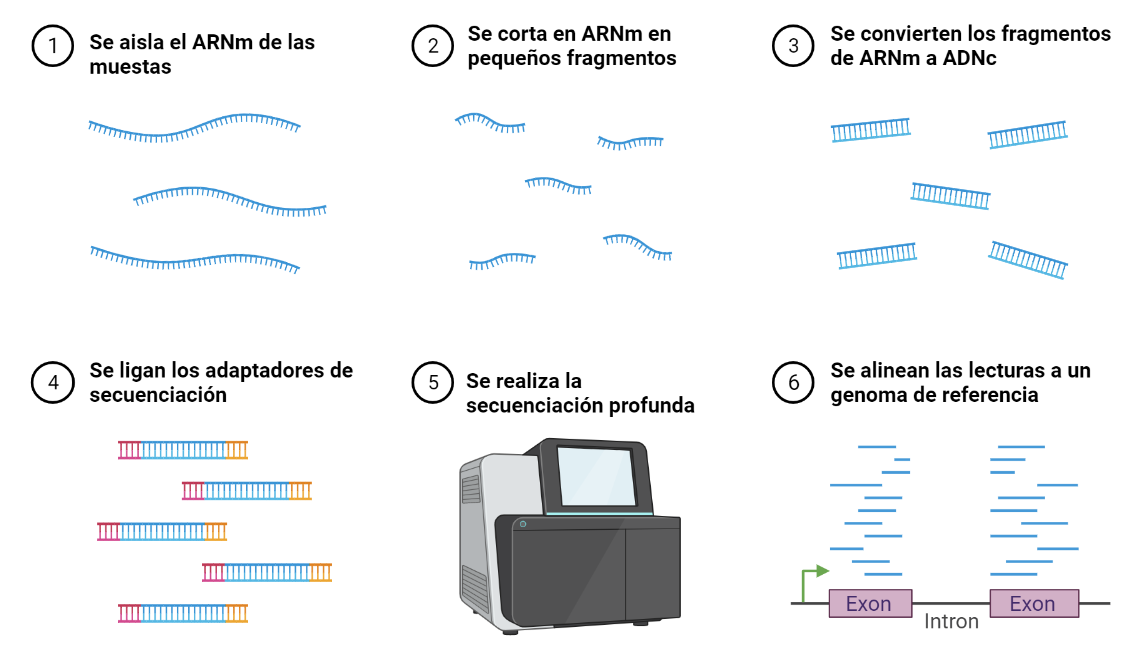 1
Se aisla el ARNm de las
muestas
2
Se corta en ARNm en
pequeños fragmentos
3
Se convierten los fragmentos
de ARNm a ADNc
4
Se ligan los adaptadores de
secuenciación
5
Se realiza la
secuenciación profunda
6
Se alinean las lecturas a un
genoma de referencia
Exon
Intron
Exon